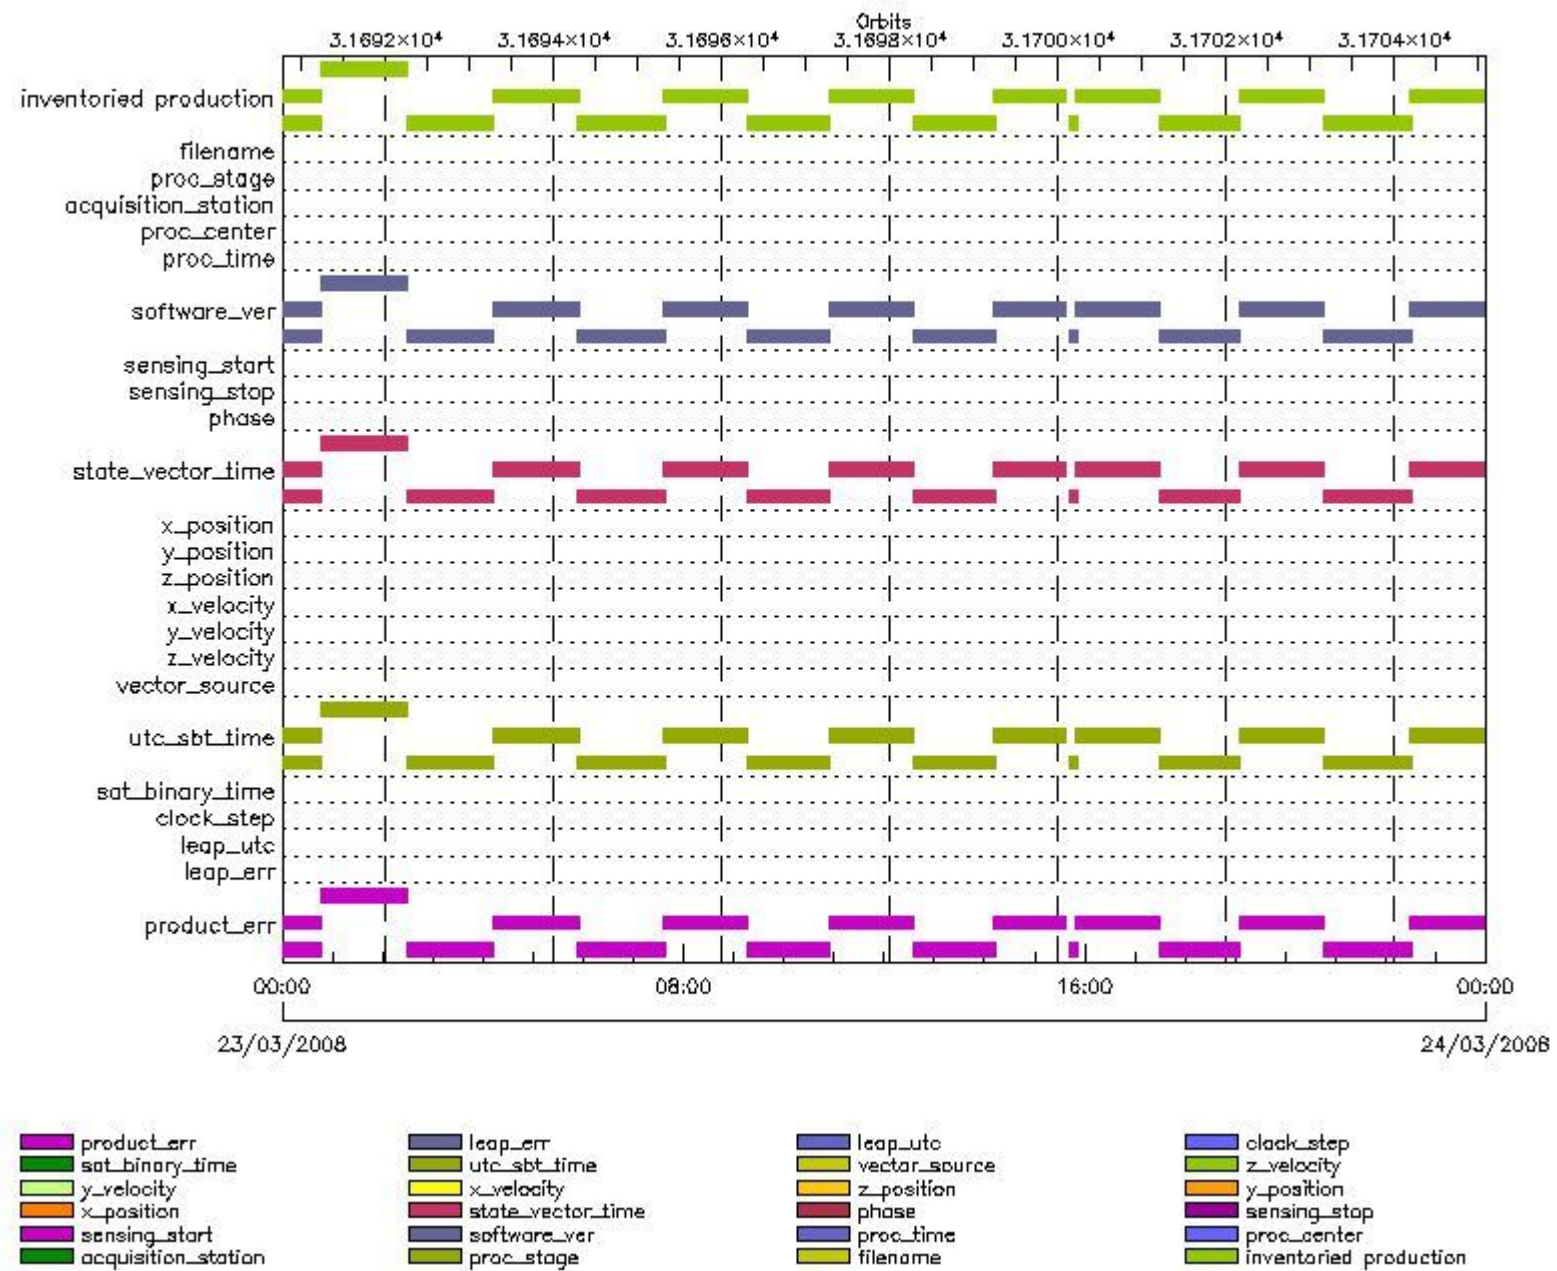 Orbits
3.1692×10⁴ 3.1694×10⁴ 3.1696×10⁴ 3.1698×10⁴ 3.1700×10⁴ 3.1702×10⁴ 3.1704×10⁴
inventoried production
filename
proc_stage
acquisition_station
proc_center
proc_time
software_ver
sensing_start
sensing_stop
phase
state_vector_time
x_position
y_position
z_position
x_velocity
y_velocity
z_velocity
vector_source
utc_sbt_time
sat_binary_time
clock_step
leap_utc
leap_err
product_err
00:00 08:00 16:00 00:00
23/03/2008 24/03/2008
product_err leap_err leap_utc clock_step
sat_binary_time utc_sbt_time vector_source z_velocity
y_velocity x_velocity z_position y_position
x_position state_vector_time phase sensing_stop
sensing_start software_ver proc_time proc_center
acquisition_station proc_stage filename inventoried production